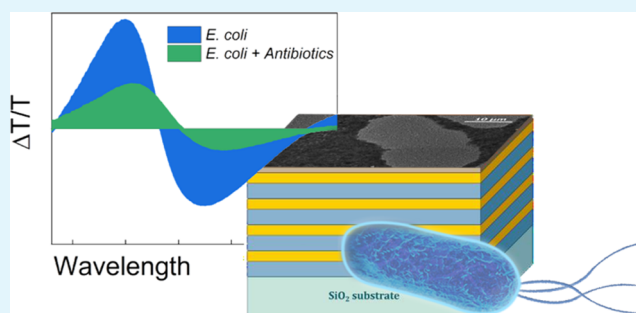 E. coli
E. coli + Antibiotics
ΔT/T
10 µm
Wavelength
SiO₂ substrate